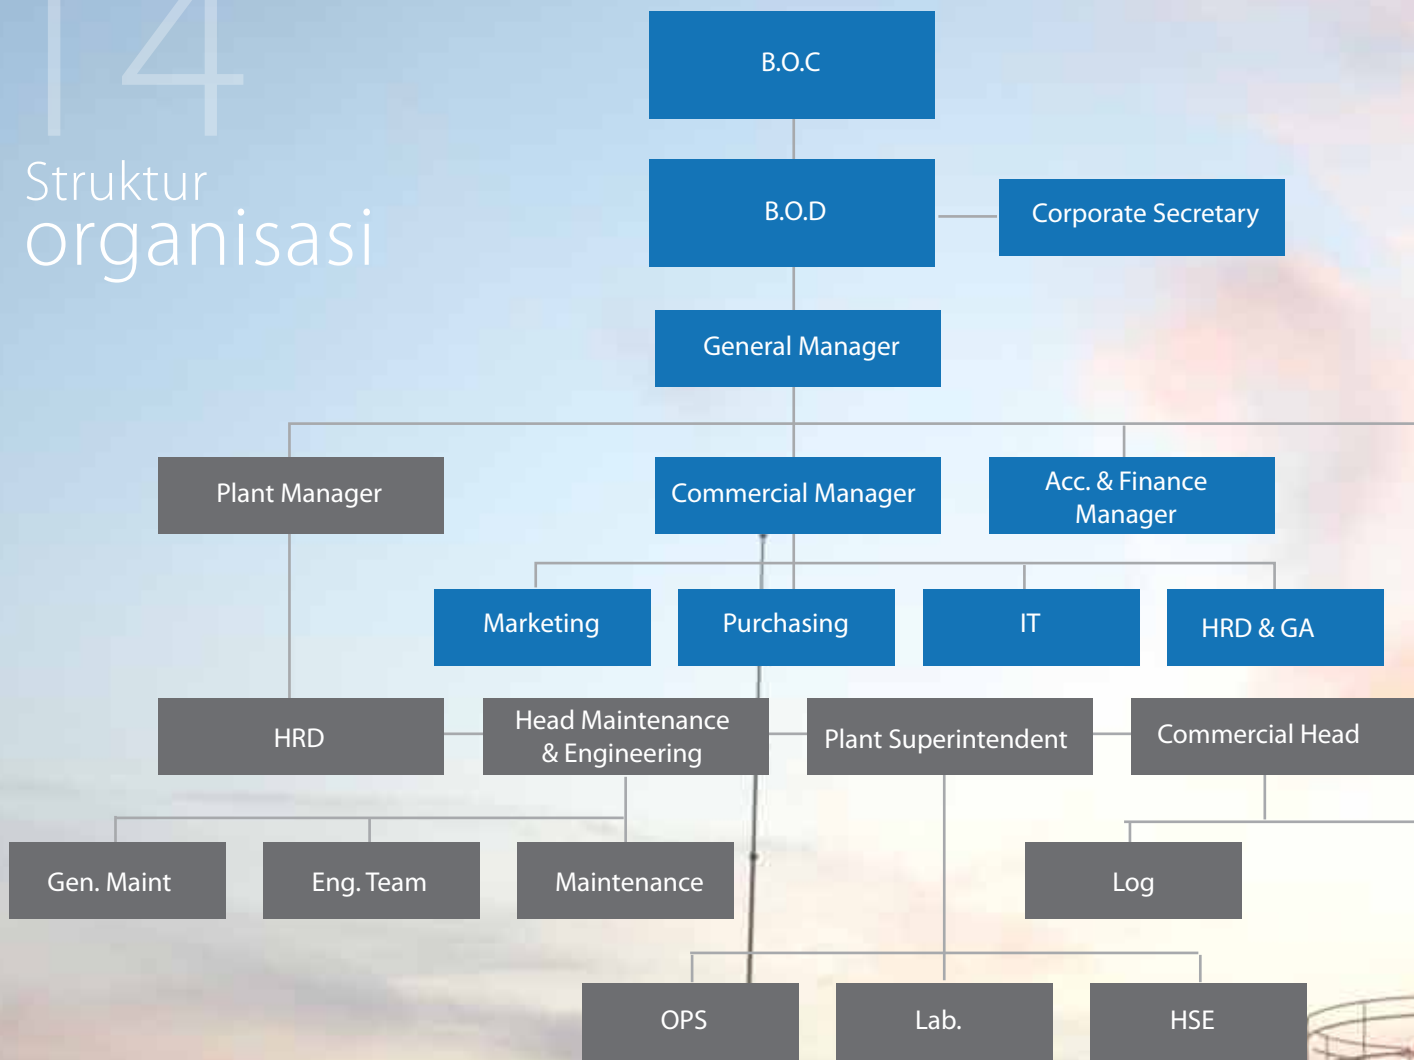 14
Struktur
organisasi
B.O.C
B.O.D
Corporate Secretary
General Manager
Plant Manager
Commercial Manager
Acc. & Finance
Manager
Marketing
Purchasing
IT
HRD & GA
HRD
Head Maintenance
& Engineering
Plant Superintendent
Commercial Head
Gen. Maint
Eng. Team
Maintenance
Log
OPS
Lab.
HSE